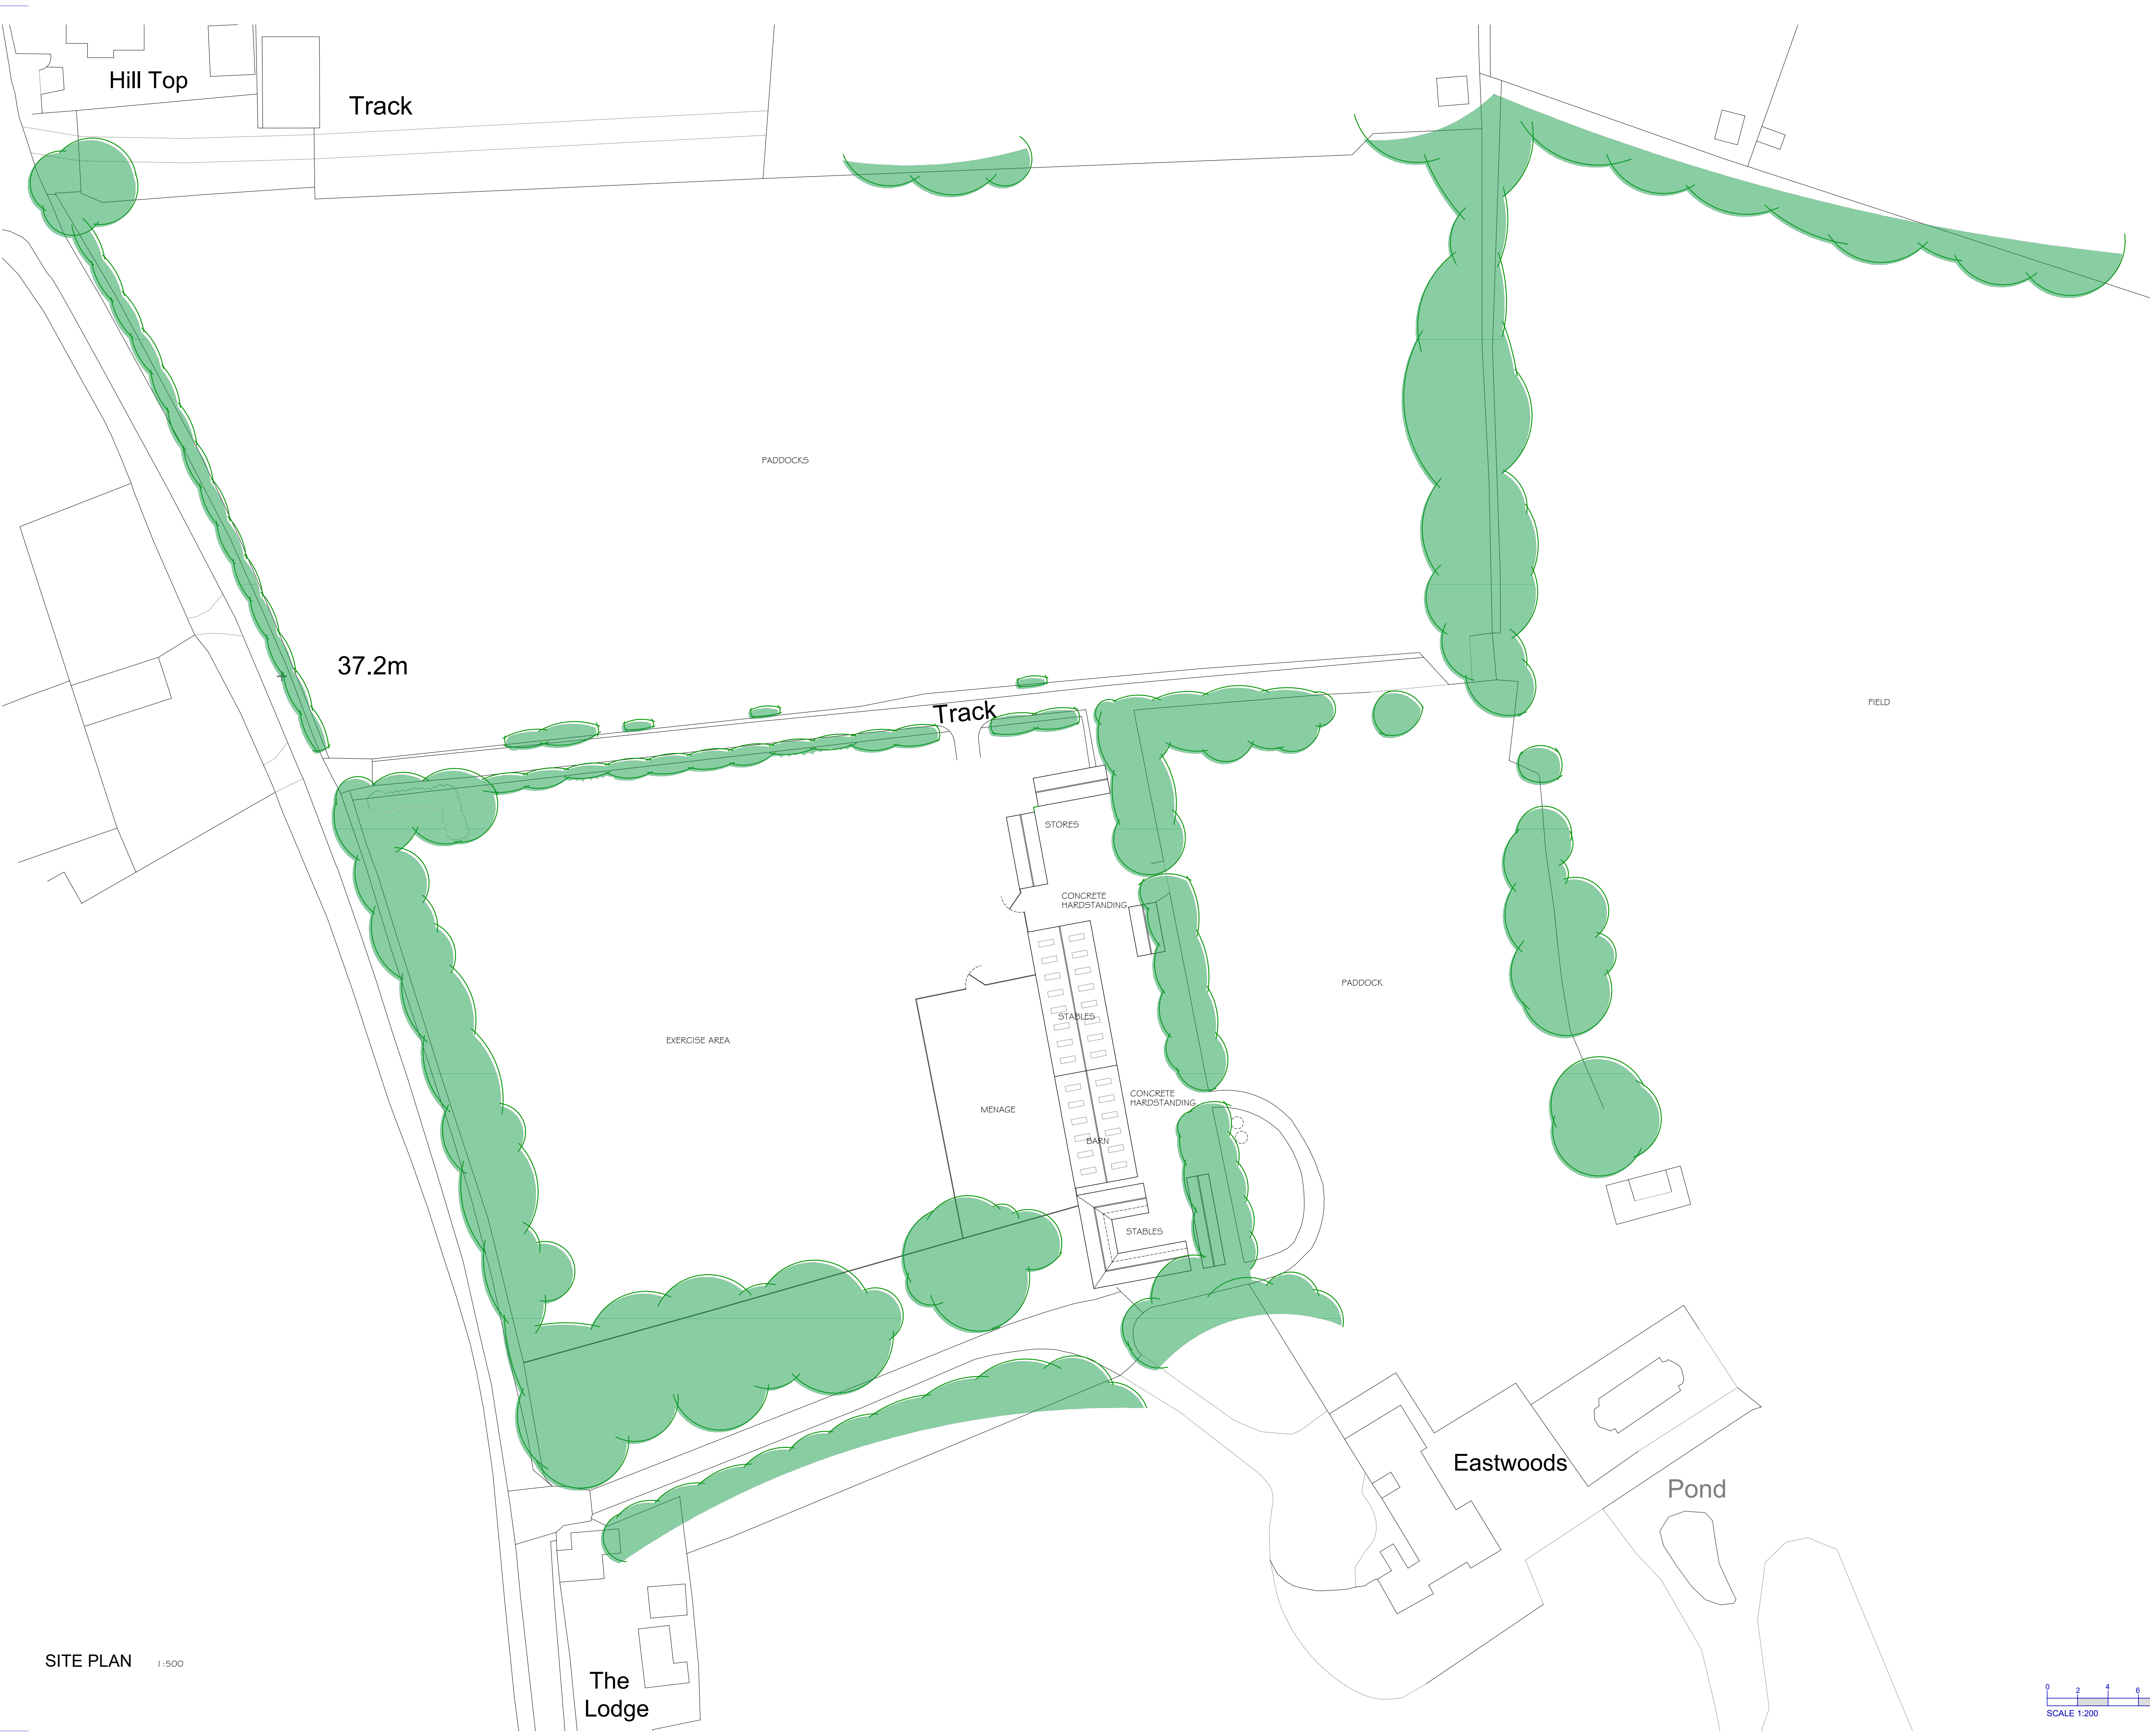 Hill Top
Track
PADDOCKS
37.2m
Track
FIELD
STORES
CONCRETE
HARDSTANDING
PADDOCK
STABLES
EXERCISE AREA
CONCRETE
HARDSTANDING
MENAGE
BARN
STABLES
Eastwoods
Pond
SITE PLAN 1:500
The
Lodge
0 2 4 6
SCALE 1:200